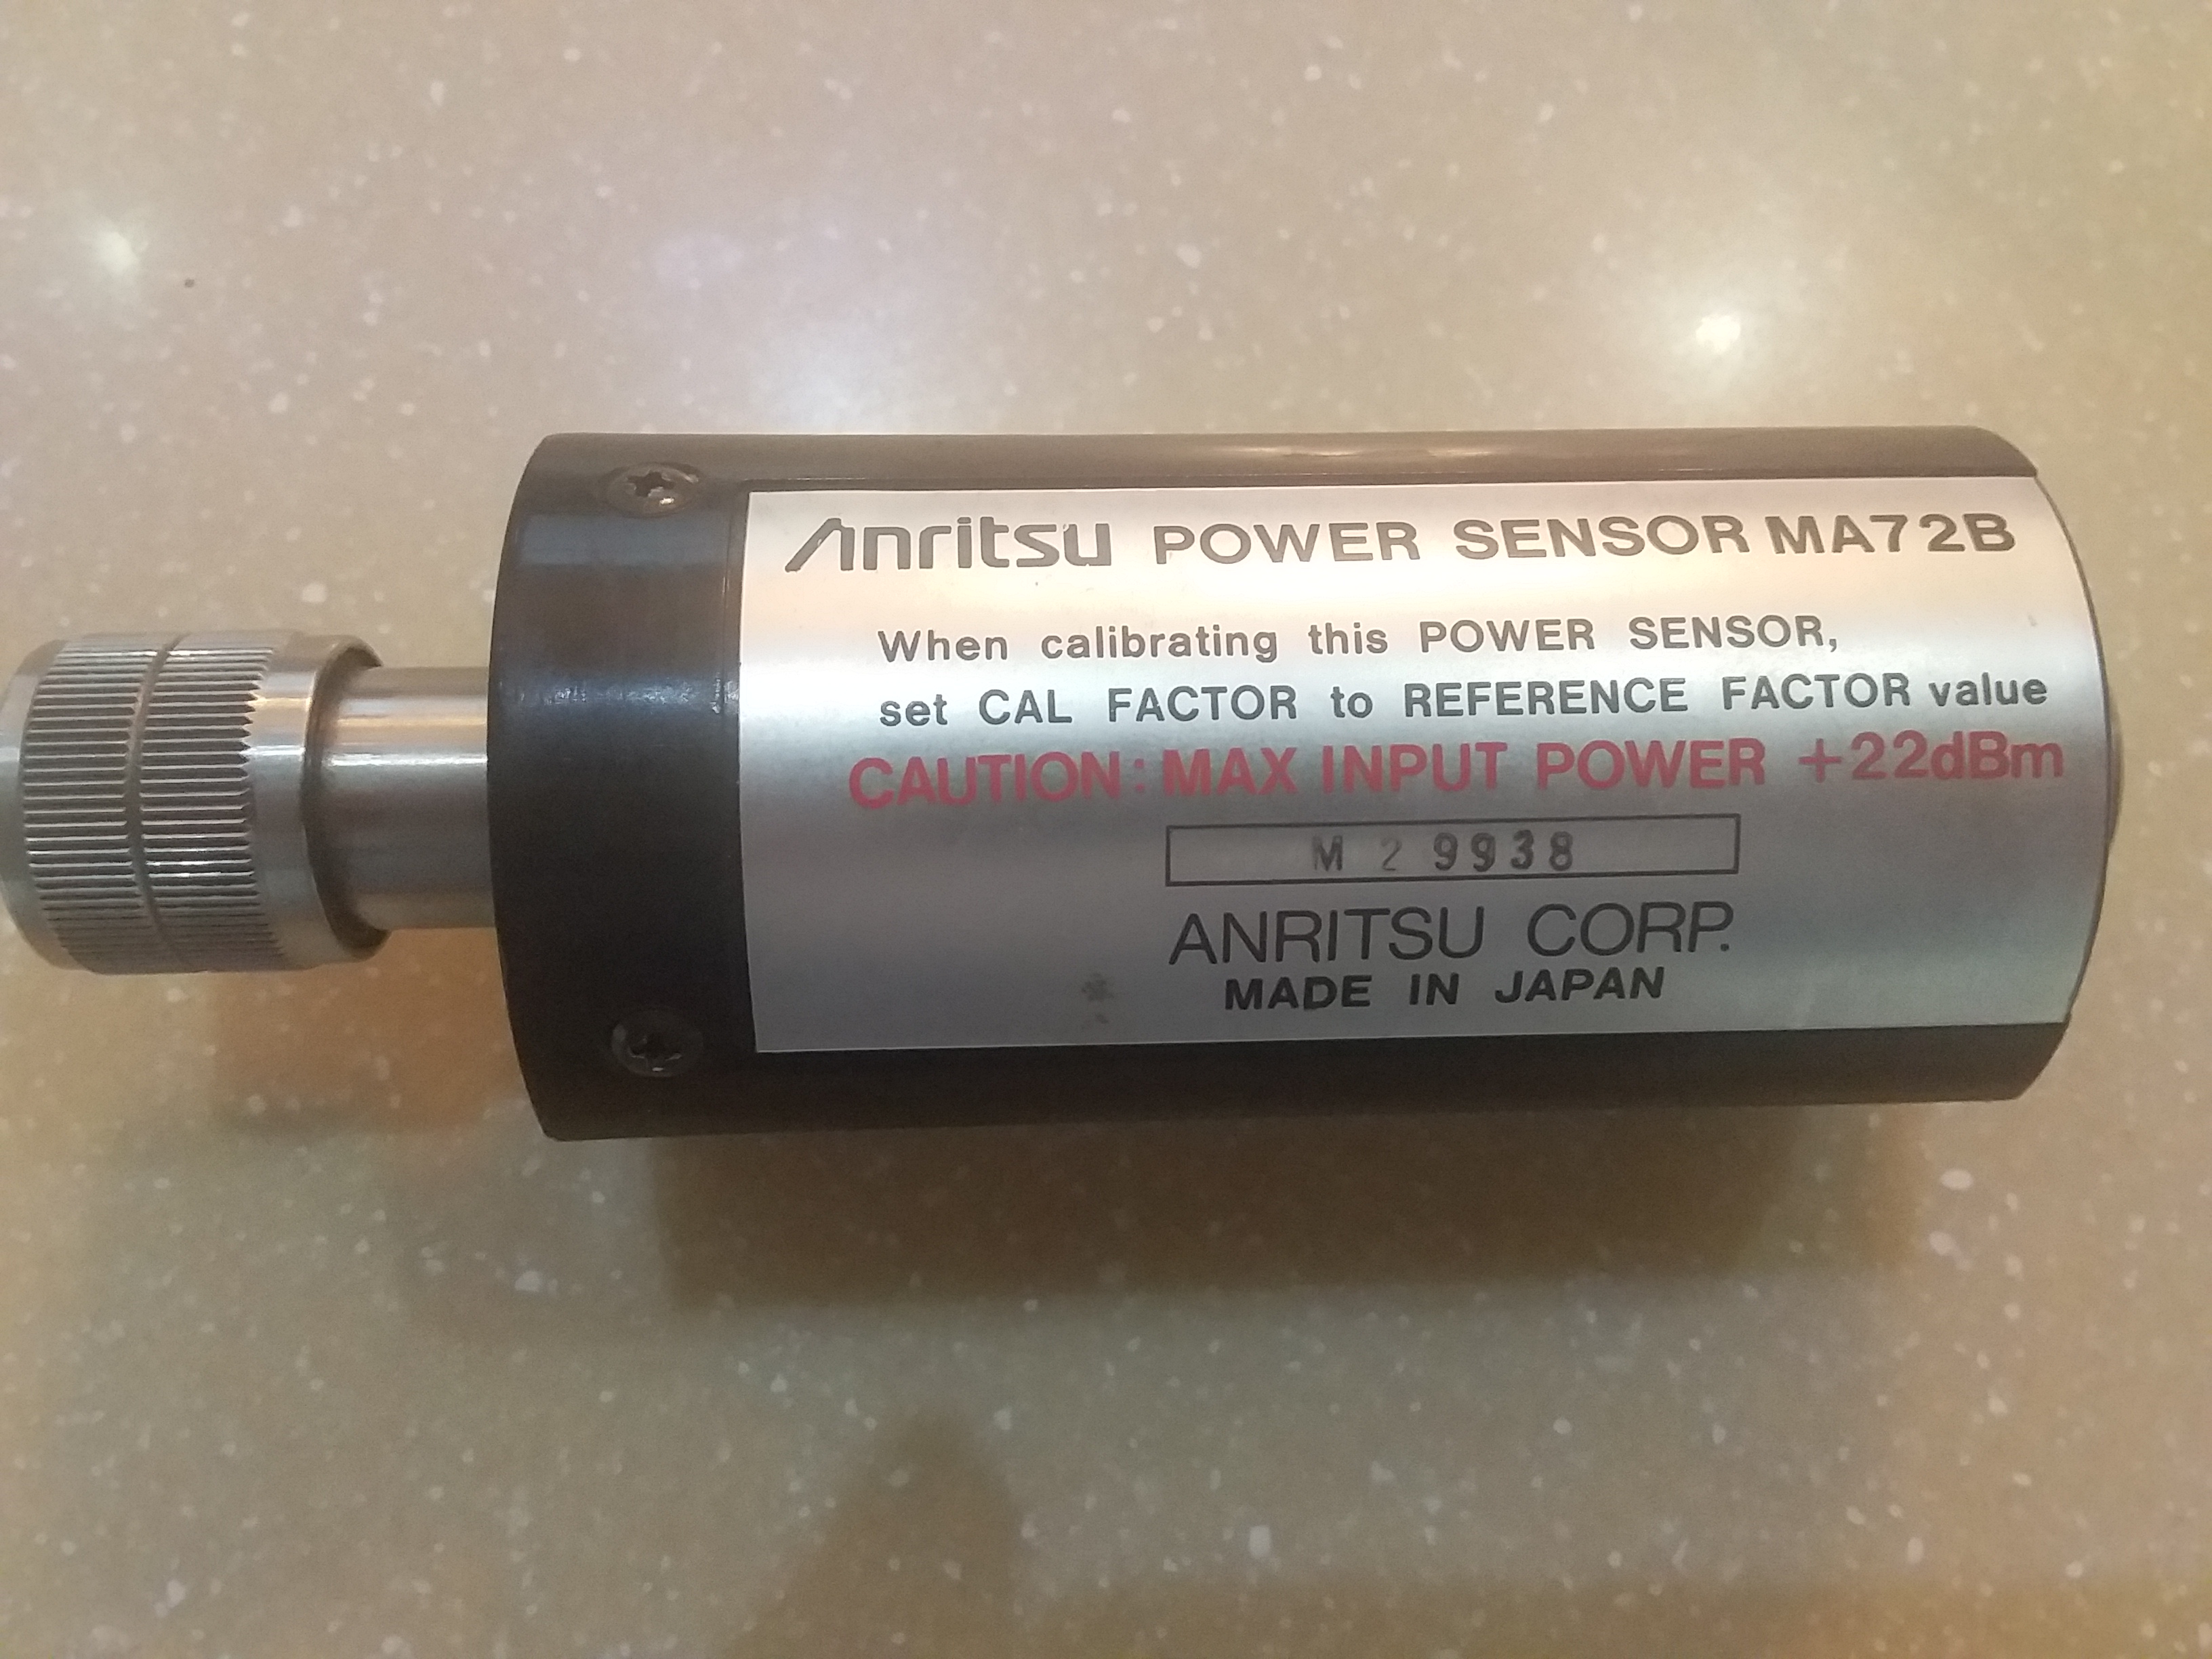 Anritsu POWER SENSOR MA72B
When calibrating this POWER SENSOR,
set CAL FACTOR to REFERENCE FACTOR value
CAUTION: MAX INPUT POWER +22dBm
M 2 9938
ANRITSU CORP.
MADE IN JAPAN